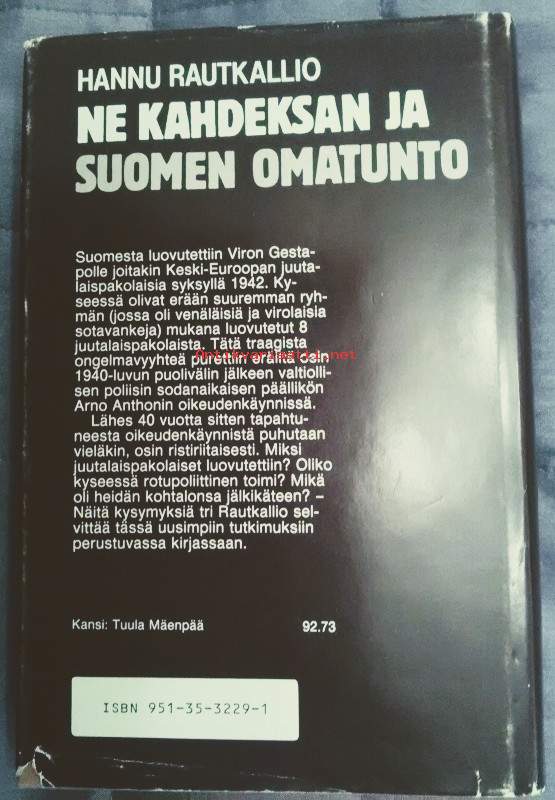 HANNU RAUTKALLIO
NE KAHDEKSAN JA
SUOMEN OMATUNTO
Suomesta luovutettiin Viron Gesta-
polle joitakin Keski-Euroopan juuta-
laispakolaisia syksyllä 1942. Ky-
seessä olivat erään suuremman ryh-
män (jossa oli venäläisiä ja virolaisia
sotavankeja) mukana luovutetut 8
juutalaispakolaista. Tätä traagista
ongelmavyyhteä purettiin eräiltä osin
Antikvariaatti.net
1940-luvun puolivälin jälkeen valtiolli-
sen poliisin sodanaikaisen päällikön
Arno Anthonin oikeudenkäynnissä.
Lähes 40 vuotta sitten tapahtu-
neesta oikeudenkäynnistä puhutaan
vieläkin, osin ristiriitaisesti. Miksi
juutalaispakolaiset luovutettiin? Oliko
kyseessä rotupoliittinen toimi? Mikä
oli heidän kohtalonsa jälkikäteen? –
Näitä kysymyksiä tri Rautkallio sel-
vittää tässä uusimpiin tutkimuksiin
perustuvassa kirjassaan.
Kansi: Tuula Mäenpää 92.73
ISBN 951-35-3229-1